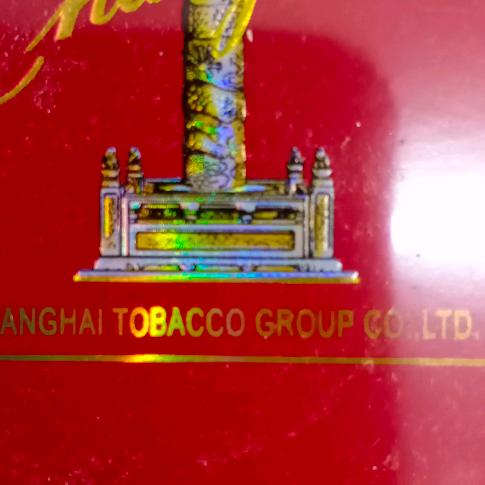 ANGHAI TOBACCO GROUP CO.,LTD.